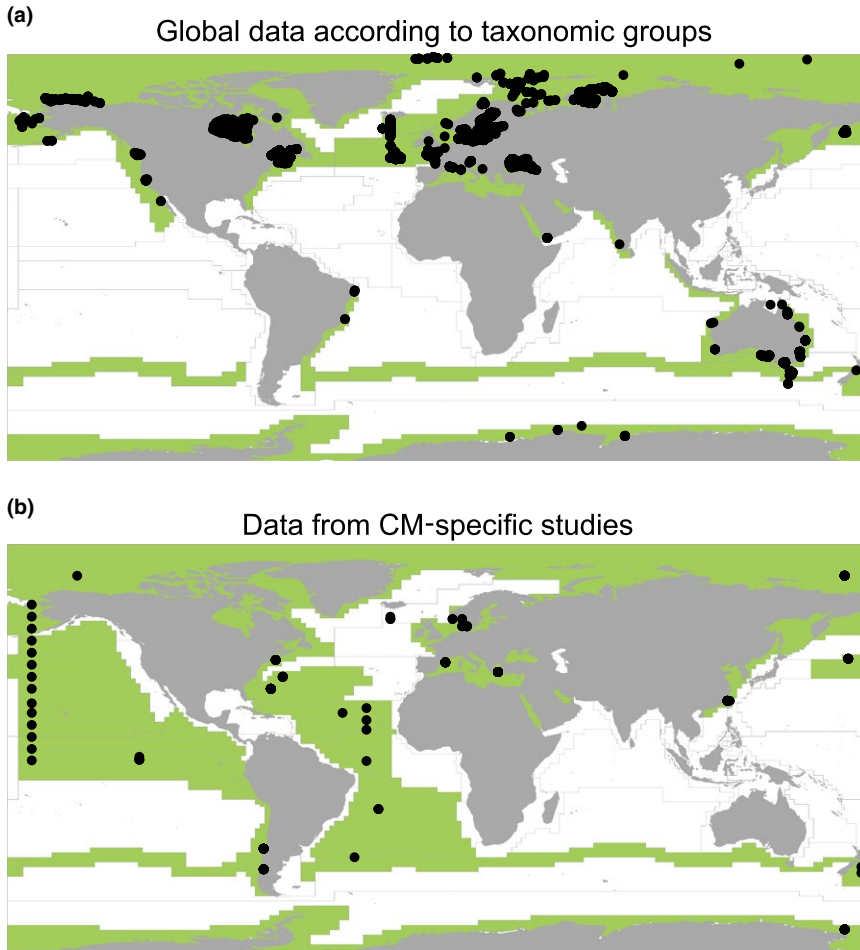 (a)
Global data according to taxonomic groups
(b)
Data from CM-specific studies